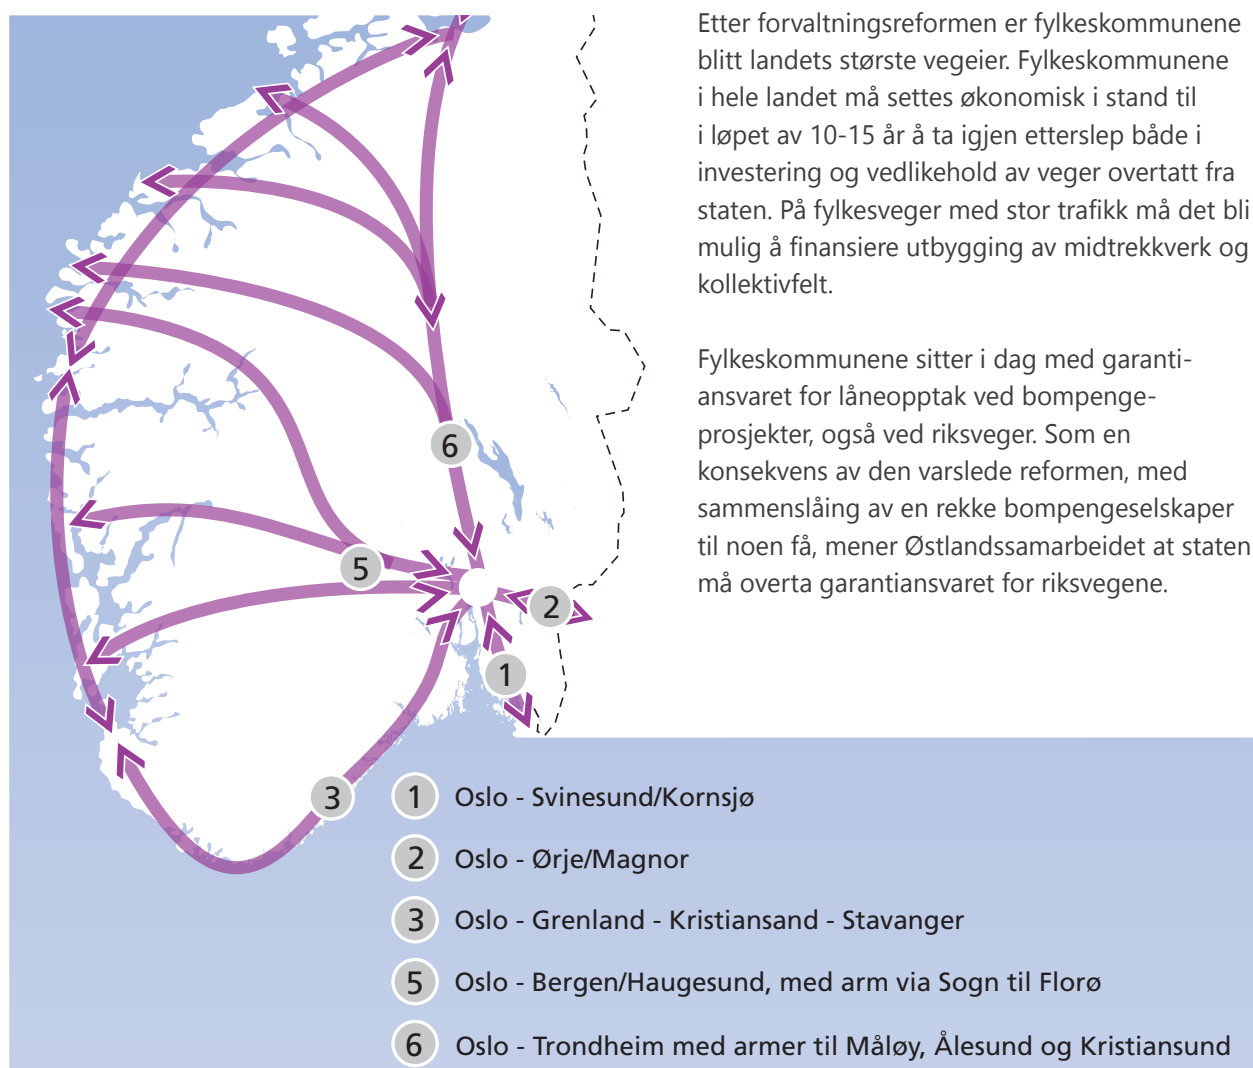 Etter forvaltningsreformen er fylkeskommunene
blitt landets største vegeier. Fylkeskommunene
i hele landet må settes økonomisk i stand til
i løpet av 10-15 år å ta igjen etterslep både i
investering og vedlikehold av veger overtatt fra
staten. På fylkesveger med stor trafikk må det bli
mulig å finansiere utbygging av midtrekkverk og
kollektivfelt.
Fylkeskommunene sitter i dag med garanti-
ansvaret for låneopptak ved bompenge-
prosjekter, også ved riksveger. Som en
konsekvens av den varslede reformen, med
sammenslåing av en rekke bompengeselskaper
til noen få, mener Østlandssamarbeidet at staten
må overta garantiansvaret for riksvegene.
6
5
2
1
3
1 Oslo - Svinesund/Kornsjø
2 Oslo - Ørje/Magnor
3 Oslo - Grenland - Kristiansand - Stavanger
5 Oslo - Bergen/Haugesund, med arm via Sogn til Florø
6 Oslo - Trondheim med armer til Måløy, Ålesund og Kristiansund